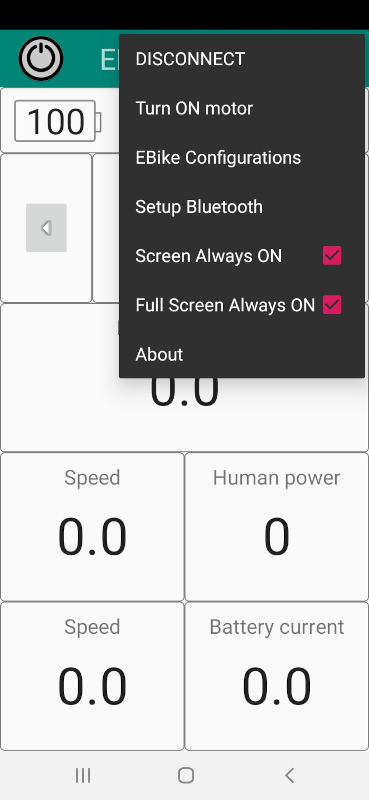 DISCONNECT
Turn ON motor
EBike Configurations
Setup Bluetooth
Screen Always ON
Full Screen Always ON
About
100
0.0
Speed
Human power
0.0
0
Speed
Battery current
0.0
0.0